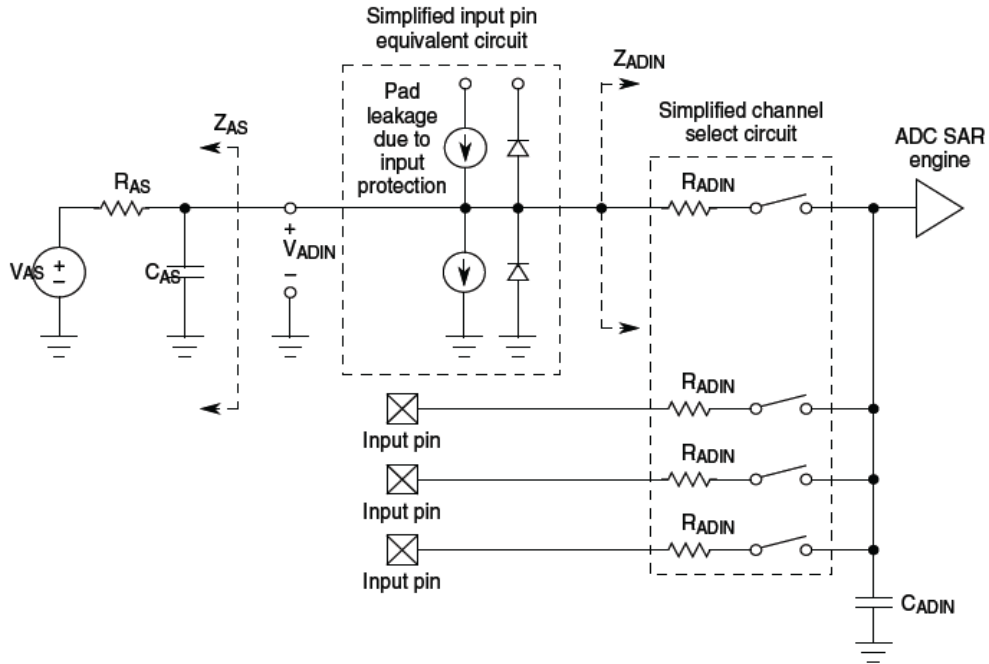 Simplified input pin
equivalent circuit
Pad
leakage
due to
input
protection
ZAS
ZADIN
Simplified channel
select circuit
ADC SAR
engine
RAS
RADIN
VAS
+
−
CAS
+
VADIN
−
RADIN
Input pin
RADIN
Input pin
RADIN
Input pin
CADIN